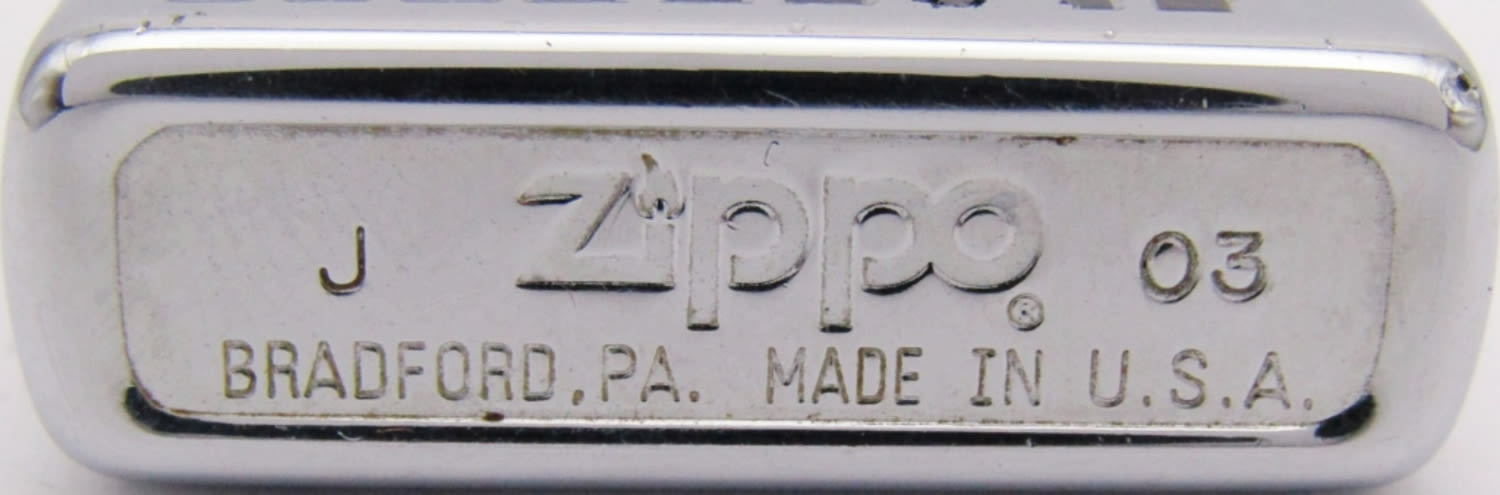 J Zippo® 03
BRADFORD, PA. MADE IN U.S.A.